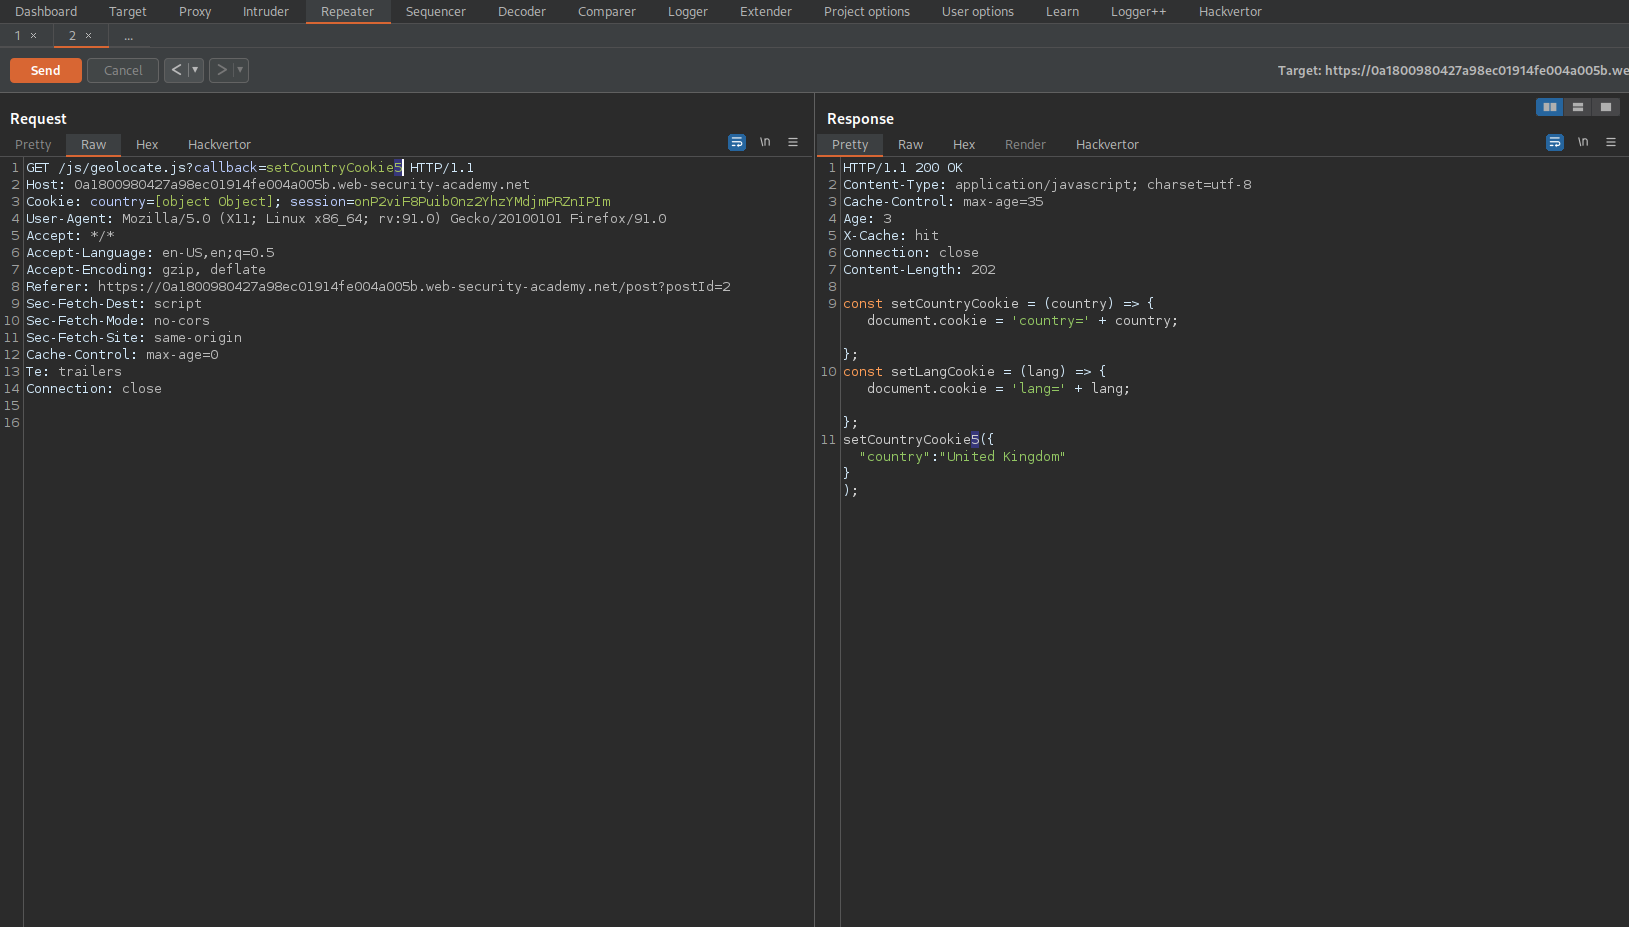 Dashboard Target Proxy Intruder Repeater Sequencer Decoder Comparer Logger Extender Project options User options Learn Logger++ Hackvertor
1 × 2 × ...
Send Cancel < > Target: https://0a1800980427a98ec01914fe004a005b.we
Request
Pretty Raw Hex Hackvertor \n
1 GET /js/geolocate.js?callback=setCountryCookie5 HTTP/1.1
2 Host: 0a1800980427a98ec01914fe004a005b.web-security-academy.net
3 Cookie: country=[object Object]; session=onP2viF8PuibOnz2YhzYMdjmPRZnIPIm
4 User-Agent: Mozilla/5.0 (X11; Linux x86_64; rv:91.0) Gecko/20100101 Firefox/91.0
5 Accept: */*
6 Accept-Language: en-US,en;q=0.5
7 Accept-Encoding: gzip, deflate
8 Referer: https://0a1800980427a98ec01914fe004a005b.web-security-academy.net/post?postId=2
9 Sec-Fetch-Dest: script
10 Sec-Fetch-Mode: no-cors
11 Sec-Fetch-Site: same-origin
12 Cache-Control: max-age=0
13 Te: trailers
14 Connection: close
15
16
Response
Pretty Raw Hex Render Hackvertor \n
1 HTTP/1.1 200 OK
2 Content-Type: application/javascript; charset=utf-8
3 Cache-Control: max-age=35
4 Age: 3
5 X-Cache: hit
6 Connection: close
7 Content-Length: 202
8
9 const setCountryCookie = (country) => {
document.cookie = 'country=' + country;
};
10 const setLangCookie = (lang) => {
document.cookie = 'lang=' + lang;
};
11 setCountryCookie5({
"country":"United Kingdom"
}
);